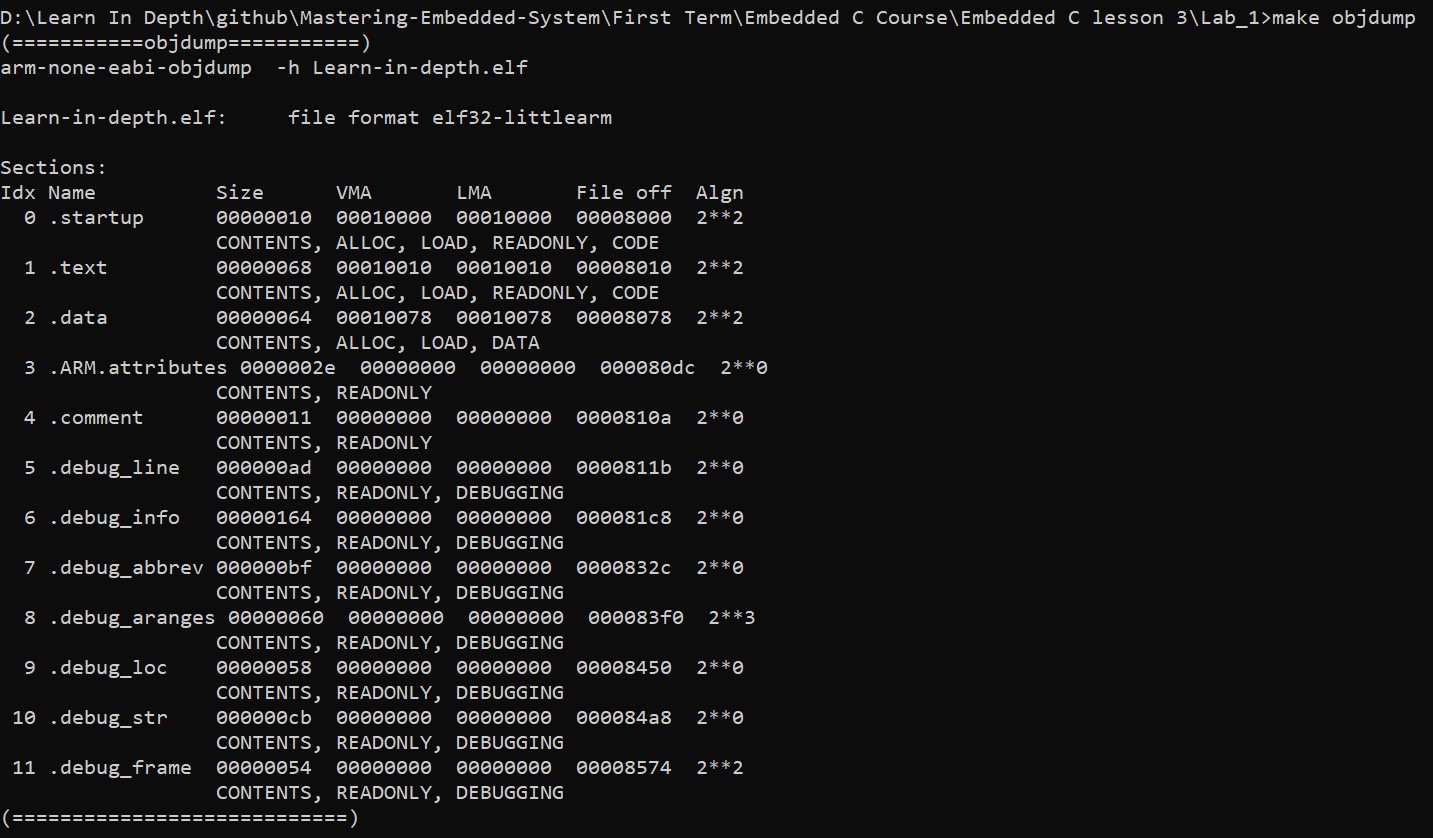 D:\Learn In Depth\github\Mastering-Embedded-System\First Term\Embedded C Course\Embedded C lesson 3\Lab_1>make objdump
(===========objdump===========)
arm-none-eabi-objdump  -h Learn-in-depth.elf

Learn-in-depth.elf:     file format elf32-littlearm

Sections:
Idx Name          Size      VMA       LMA       File off  Algn
  0 .startup      00000010  00010000  00010000  00008000  2**2
                  CONTENTS, ALLOC, LOAD, READONLY, CODE
  1 .text         00000068  00010010  00010010  00008010  2**2
                  CONTENTS, ALLOC, LOAD, READONLY, CODE
  2 .data         00000064  00010078  00010078  00008078  2**2
                  CONTENTS, ALLOC, LOAD, DATA
  3 .ARM.attributes 0000002e  00000000  00000000  000080dc  2**0
                  CONTENTS, READONLY
  4 .comment      00000011  00000000  00000000  0000810a  2**0
                  CONTENTS, READONLY
  5 .debug_line   000000ad  00000000  00000000  0000811b  2**0
                  CONTENTS, READONLY, DEBUGGING
  6 .debug_info   00000164  00000000  00000000  000081c8  2**0
                  CONTENTS, READONLY, DEBUGGING
  7 .debug_abbrev 000000bf  00000000  00000000  0000832c  2**0
                  CONTENTS, READONLY, DEBUGGING
  8 .debug_aranges 00000060  00000000  00000000  000083f0  2**3
                  CONTENTS, READONLY, DEBUGGING
  9 .debug_loc    00000058  00000000  00000000  00008450  2**0
                  CONTENTS, READONLY, DEBUGGING
 10 .debug_str    000000cb  00000000  00000000  000084a8  2**0
                  CONTENTS, READONLY, DEBUGGING
 11 .debug_frame  00000054  00000000  00000000  00008574  2**2
                  CONTENTS, READONLY, DEBUGGING
(============================)